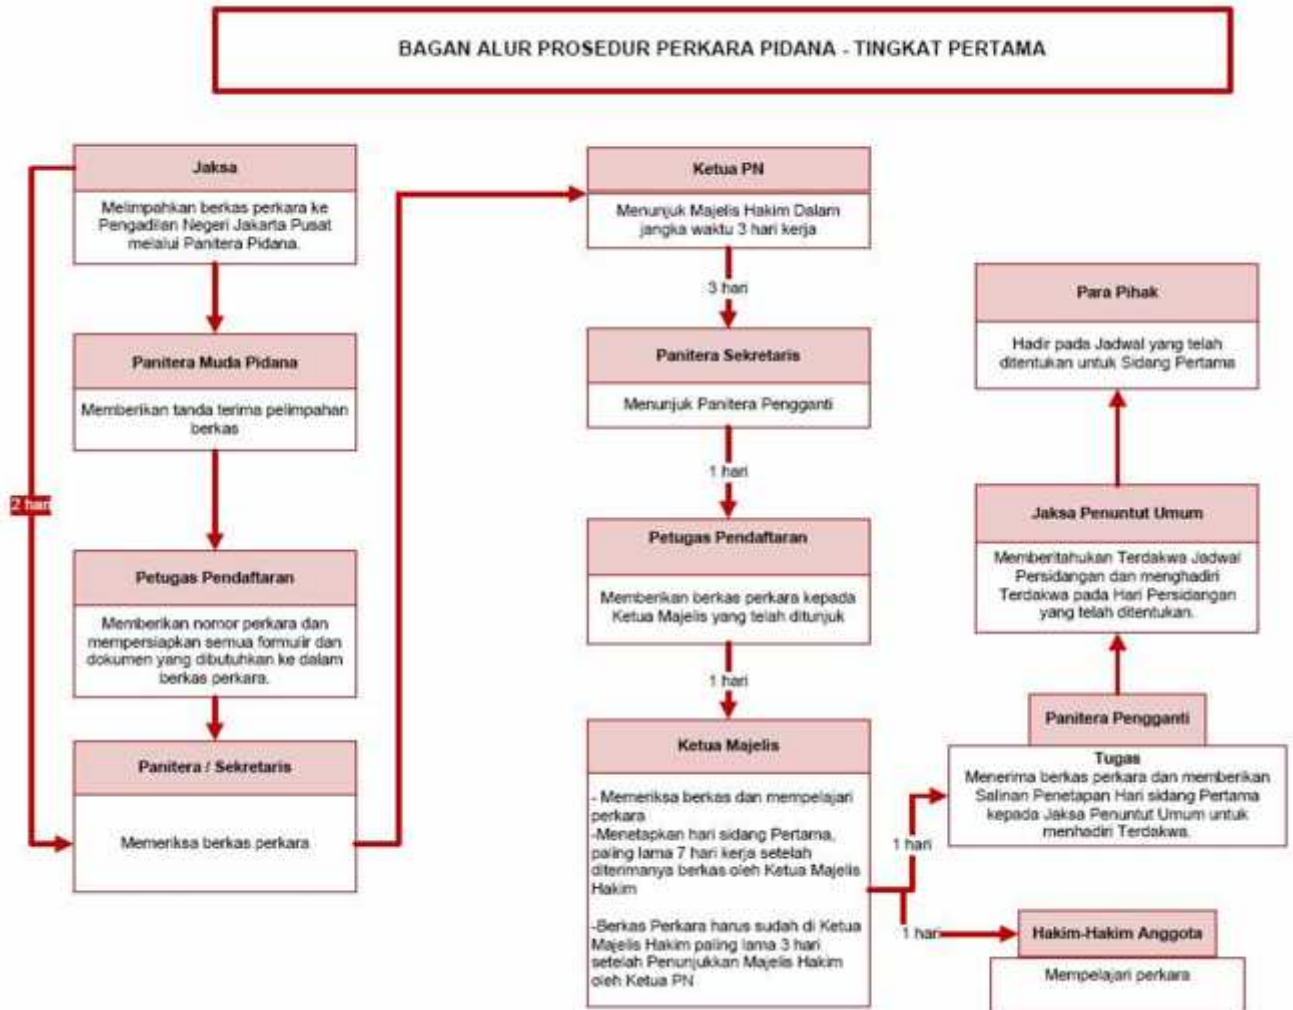 BAGAN ALUR PROSEDUR PERKARA PIDANA - TINGKAT PERTAMA
Jaksa
Melimpahkan berkas perkara ke
Pengadilan Negeri Jakarta Pusat
melalui Panitera Pidana.
Panitera Muda Pidana
Memberikan tanda terima pelimpahan
berkas
2 hari
Petugas Pendaftaran
Memberikan nomor perkara dan
mempersiapkan semua formulir dan
dokumen yang dibutuhkan ke dalam
berkas perkara.
Panitera / Sekretaris
Memeriksa berkas perkara
Ketua PN
Menunjuk Majelis Hakim Dalam
jangka waktu 3 hari kerja
3 hari
Panitera Sekretaris
Menunjuk Panitera Pengganti
1 hari
Petugas Pendaftaran
Memberikan berkas perkara kepada
Ketua Majelis yang telah ditunjuk
1 hari
Ketua Majelis
- Memeriksa berkas dan mempelajari
perkara
-Menetapkan hari sidang Pertama,
paling lama 7 hari kerja setelah
diterimanya berkas oleh Ketua Majelis
Hakim
-Berkas Perkara harus sudah di Ketua
Majelis Hakim paling lama 3 hari
setelah Penunjukkan Majelis Hakim
oleh Ketua PN
1 hari
1 hari
Para Pihak
Hadir pada Jadwal yang telah
ditentukan untuk Sidang Pertama
Jaksa Penuntut Umum
Memberitahukan Terdakwa Jadwal
Persidangan dan menghadiri
Terdakwa pada Hari Persidangan
yang telah ditentukan.
Panitera Pengganti
Tugas
Menerima berkas perkara dan memberikan
Salinan Penetapan Hari sidang Pertama
kepada Jaksa Penuntut Umum untuk
menhadiri Terdakwa.
Hakim-Hakim Anggota
Mempelajari perkara